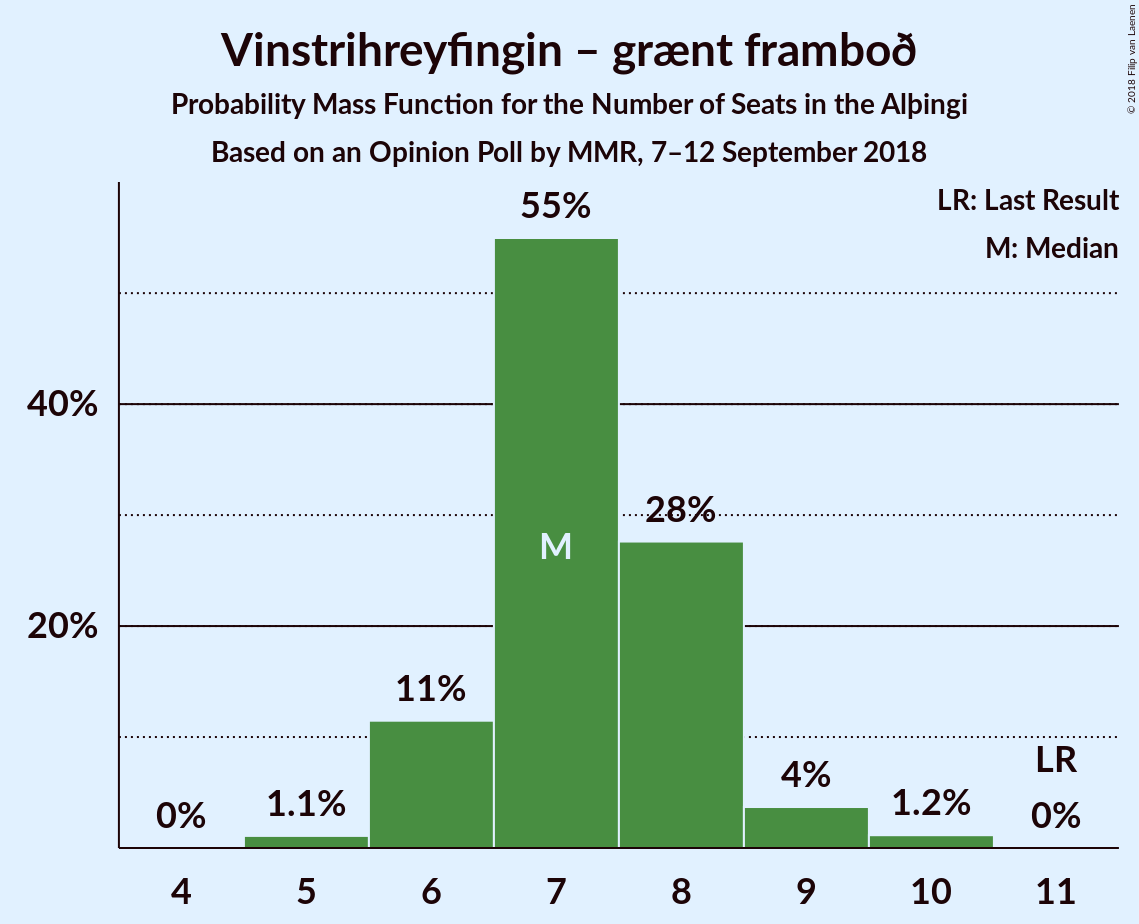 Vinstrihreyfingin – grænt framboð
Probability Mass Function for the Number of Seats in the Alþingi
Based on an Opinion Poll by MMR, 7–12 September 2018
© 2018 Filip van Laenen
LR: Last Result
M: Median
55%
40%
28%
M
20%
11%
LR
4%
0%
1.1%
1.2%
0%
4 5 6 7 8 9 10 11